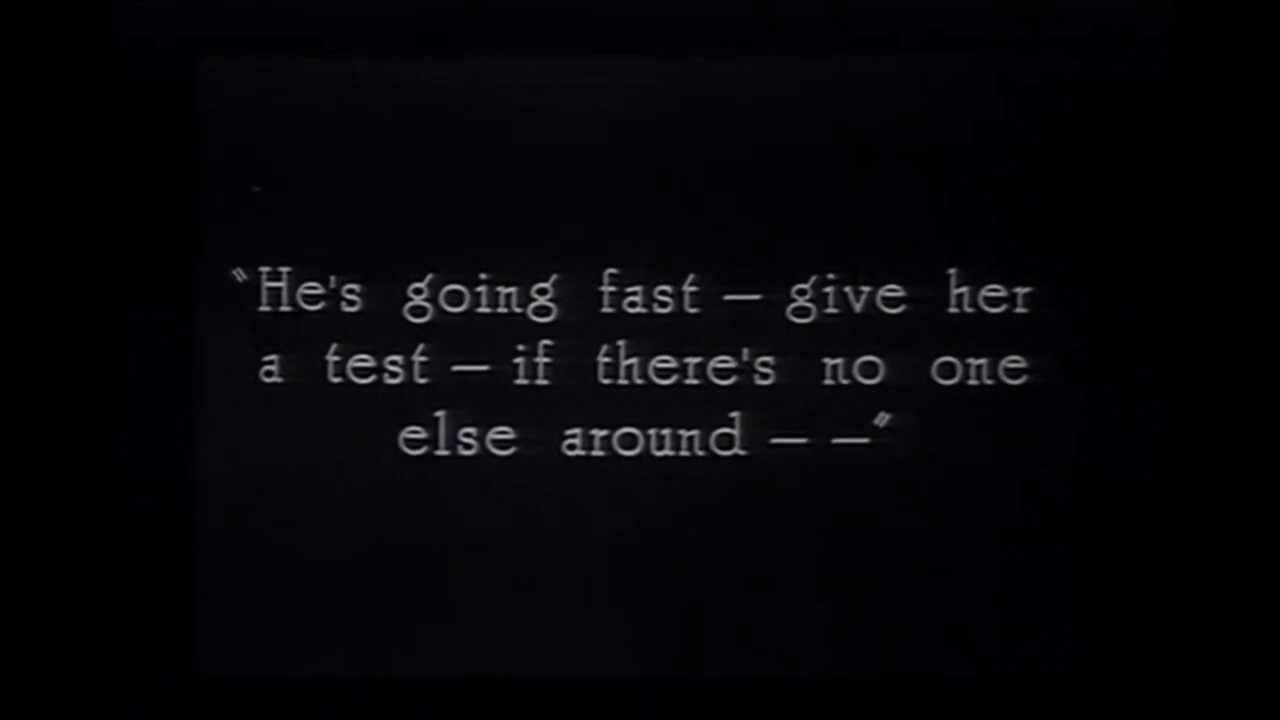 "He's going fast — give her
a test — if there's no one
else around — —"